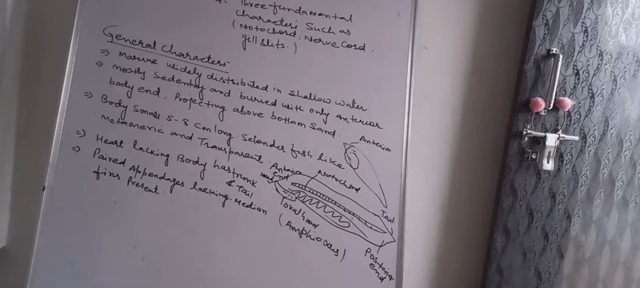 three fundamental
Characters Such as
(Notochord, Nerve Cord,
gill slits.)
General Characters:
⇒ Marine widely distributed in Shallow water.
⇒ mostly Sedentry and buried with only anterior
body end. Projecting above bottom Sand.
⇒ Body Small 5-8 Cm long Selender fish like
metameric and Transparent.
⇒ Heart lacking Body has trunk
& Tail
⇒ Paired Appendages lacking. Median
fins Present.
Anterior
Notochord
Tail
(Amphioxus)
end